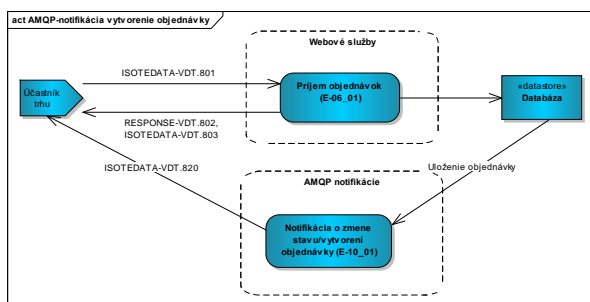 act AMQP-notifikácia vytvorenie objednávky
Webové služby
ISOTEDATA-VDT.801
Účastník
trhu
Príjem objednávok
(E-06_01)
«datastore»
Databáza
RESPONSE-VDT.802,
ISOTEDATA-VDT.803
ISOTEDATA-VDT.820
Uloženie objednávky
AMQP notifikácie
Notifikácia o zmene
stavu/vytvorení
objednávky (E-10_01)